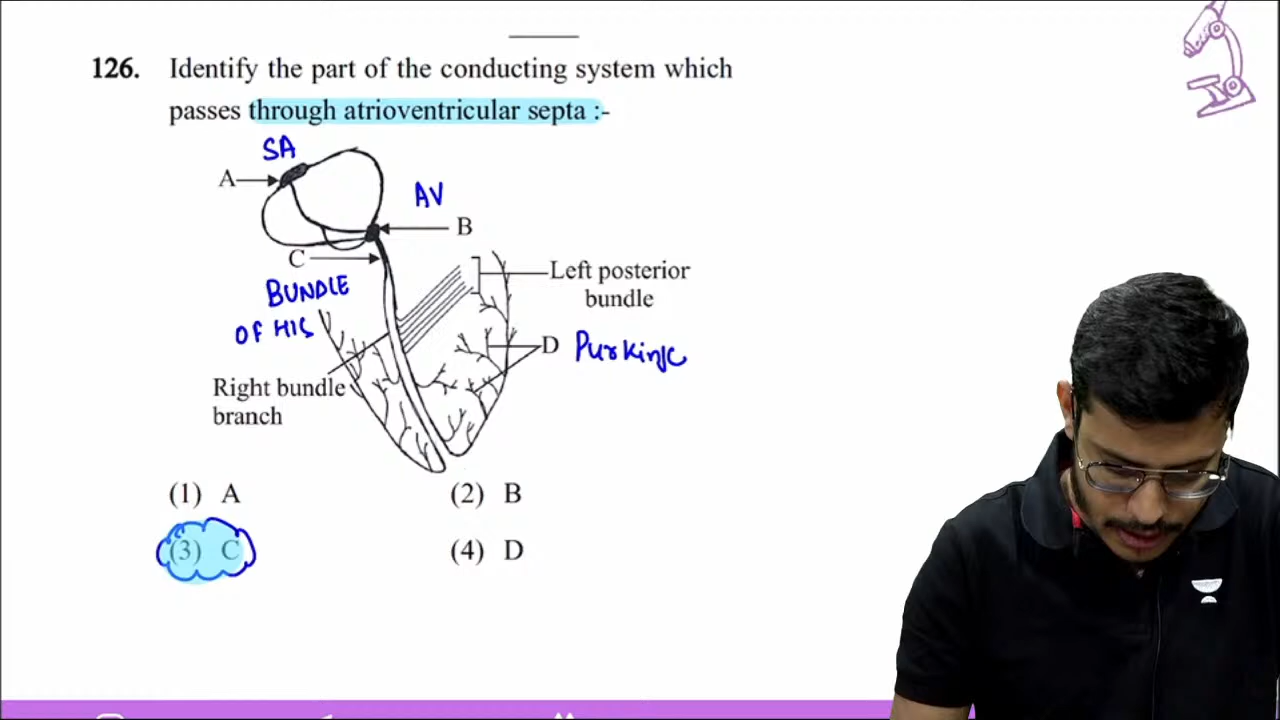 126. Identify the part of the conducting system which
passes through atrioventricular septa :-
SA
A
AV
B
C
BUNDLE
OF HIS
Left posterior
bundle
D Purkinje
Right bundle
branch
(1) A
(2) B
(3) C
(4) D